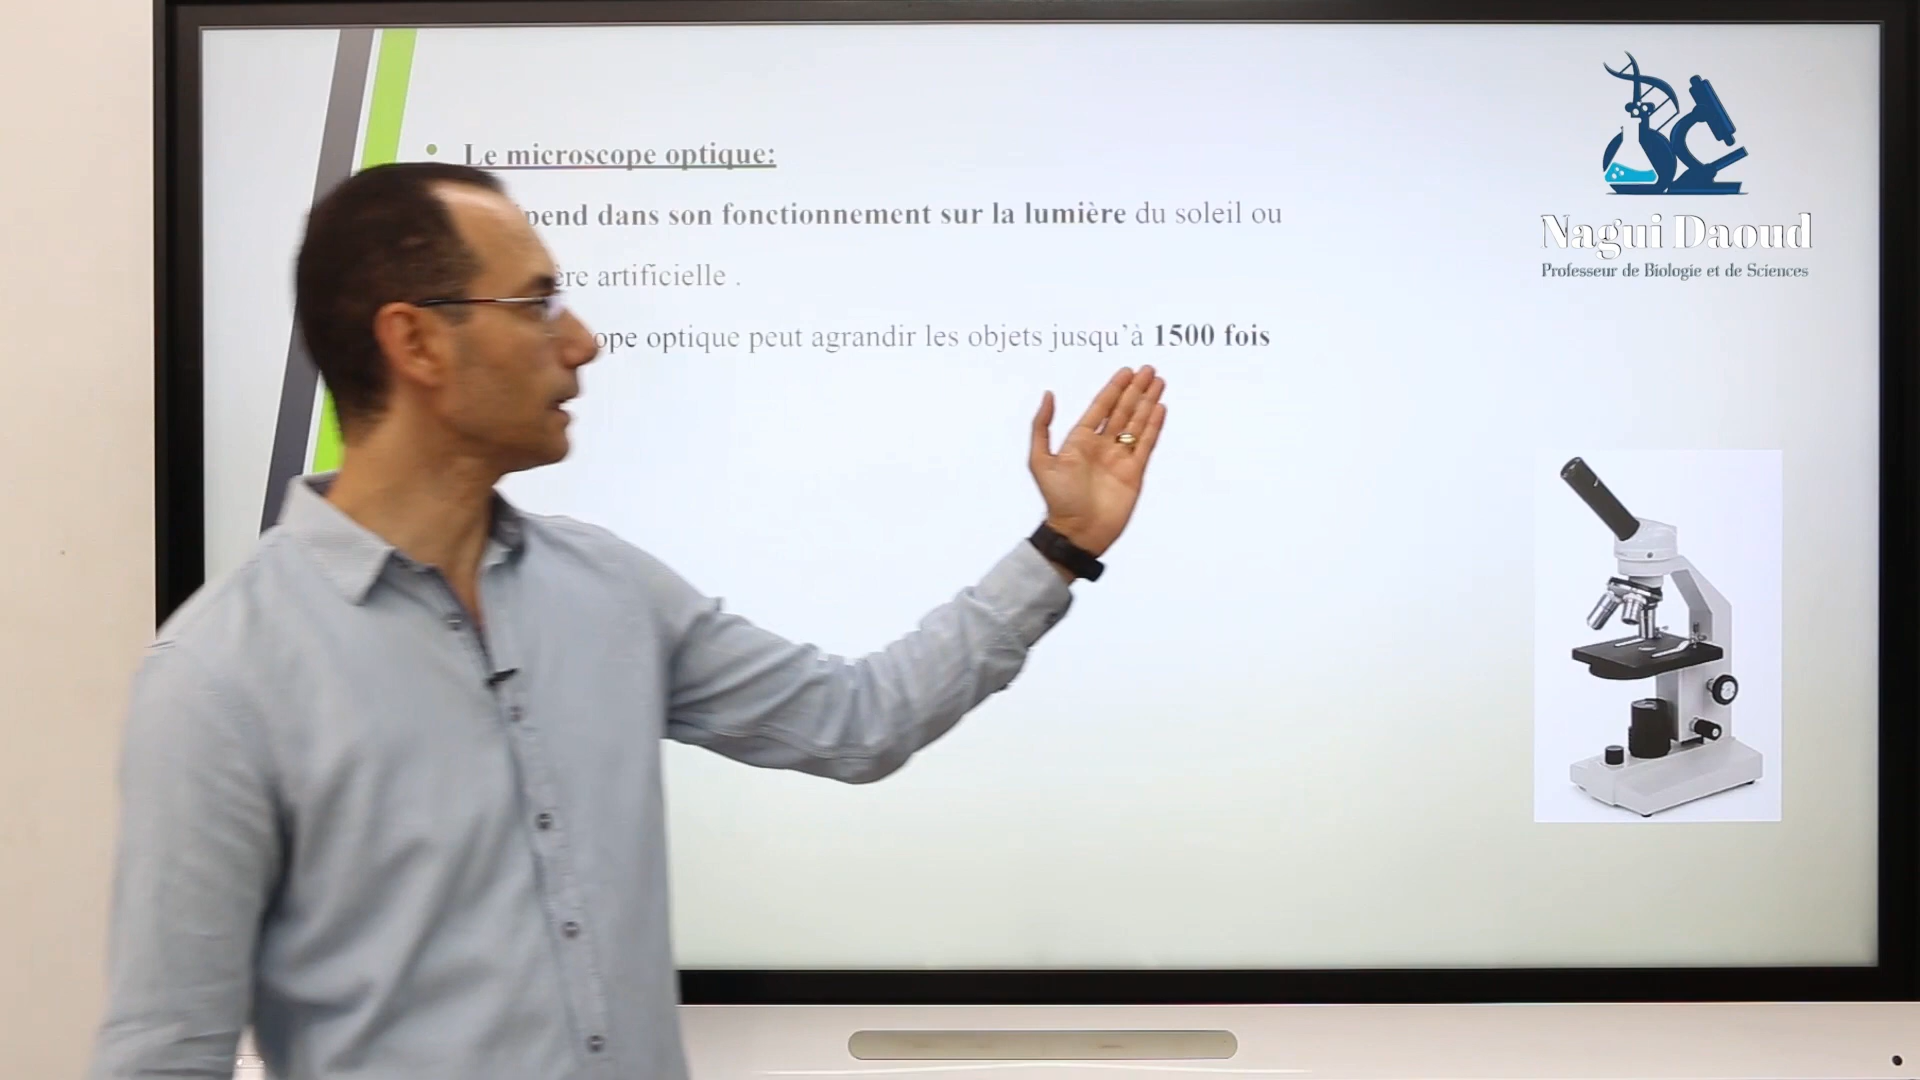 • Le microscope optique:
pend dans son fonctionnement sur la lumière du soleil ou
ère artificielle .
ope optique peut agrandir les objets jusqu'à 1500 fois
Nagui Daoud
Professeur de Biologie et de Sciences